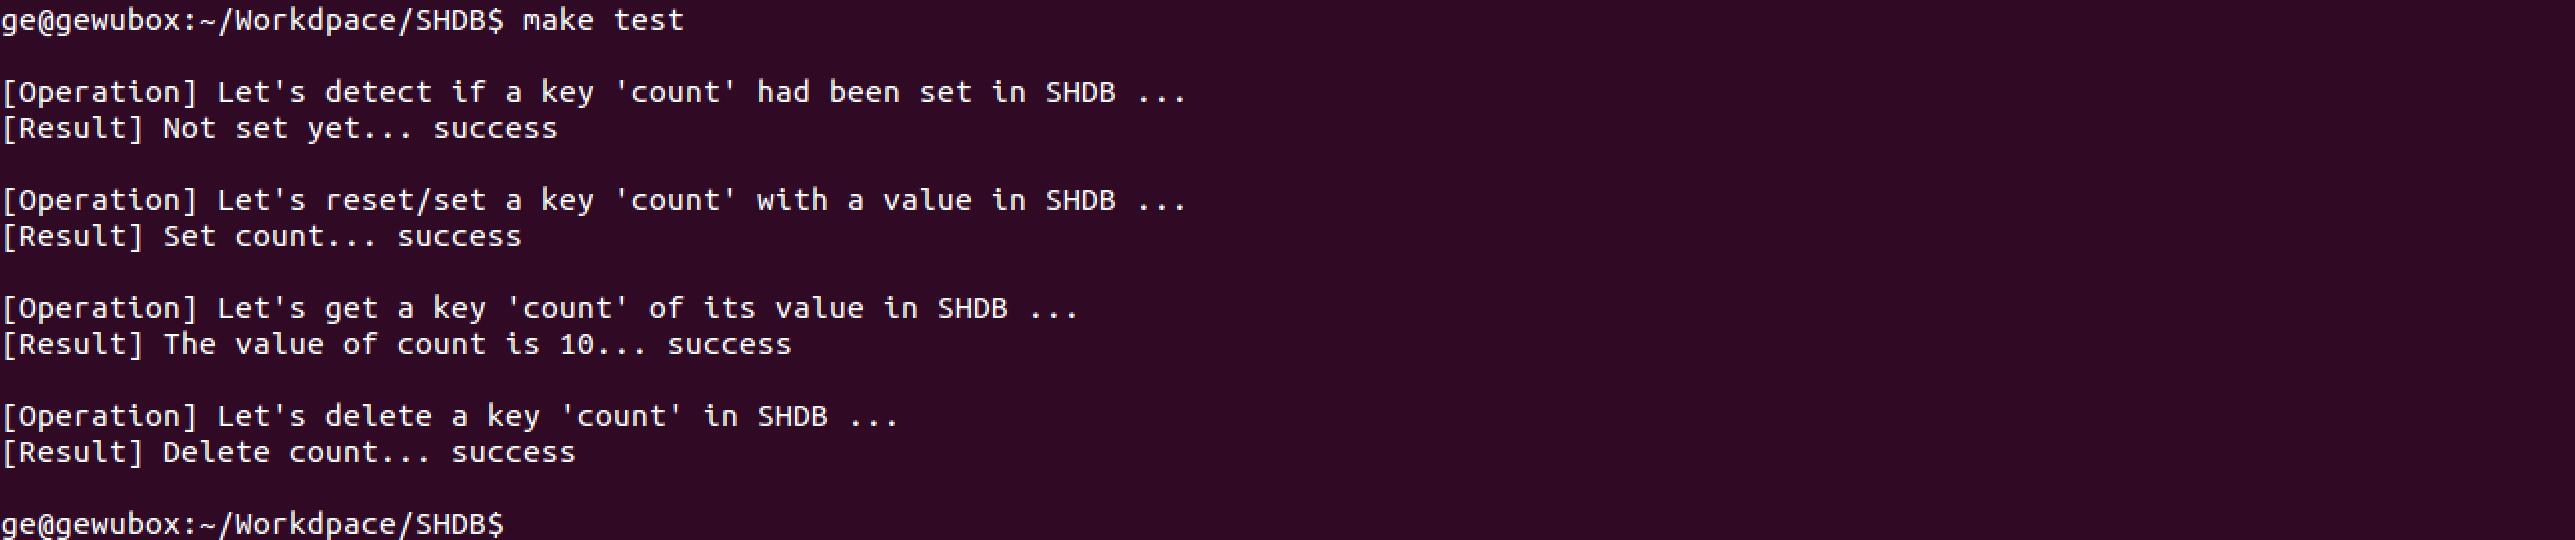 ge@gewubox:~/Workdpace/SHDB$ make test
[Operation] Let's detect if a key 'count' had been set in SHDB ...
[Result] Not set yet... success
[Operation] Let's reset/set a key 'count' with a value in SHDB ...
[Result] Set count... success
[Operation] Let's get a key 'count' of its value in SHDB ...
[Result] The value of count is 10... success
[Operation] Let's delete a key 'count' in SHDB ...
[Result] Delete count... success
ge@gewubox:~/Workdpace/SHDB$